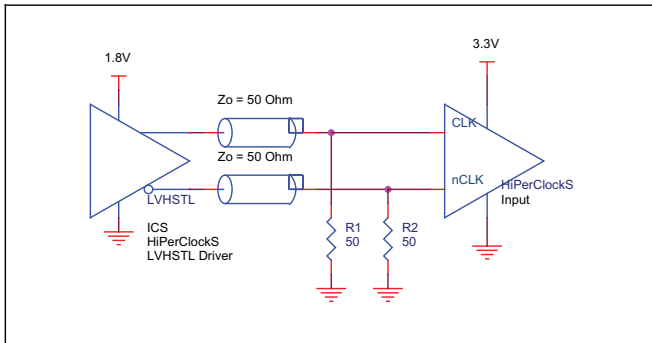 1.8V
3.3V
Zo = 50 Ohm
CLK
Zo = 50 Ohm
nCLK
LVHSTL
HiPerClockS
Input
ICS
HiPerClockS
LVHSTL Driver
R1
50
R2
50